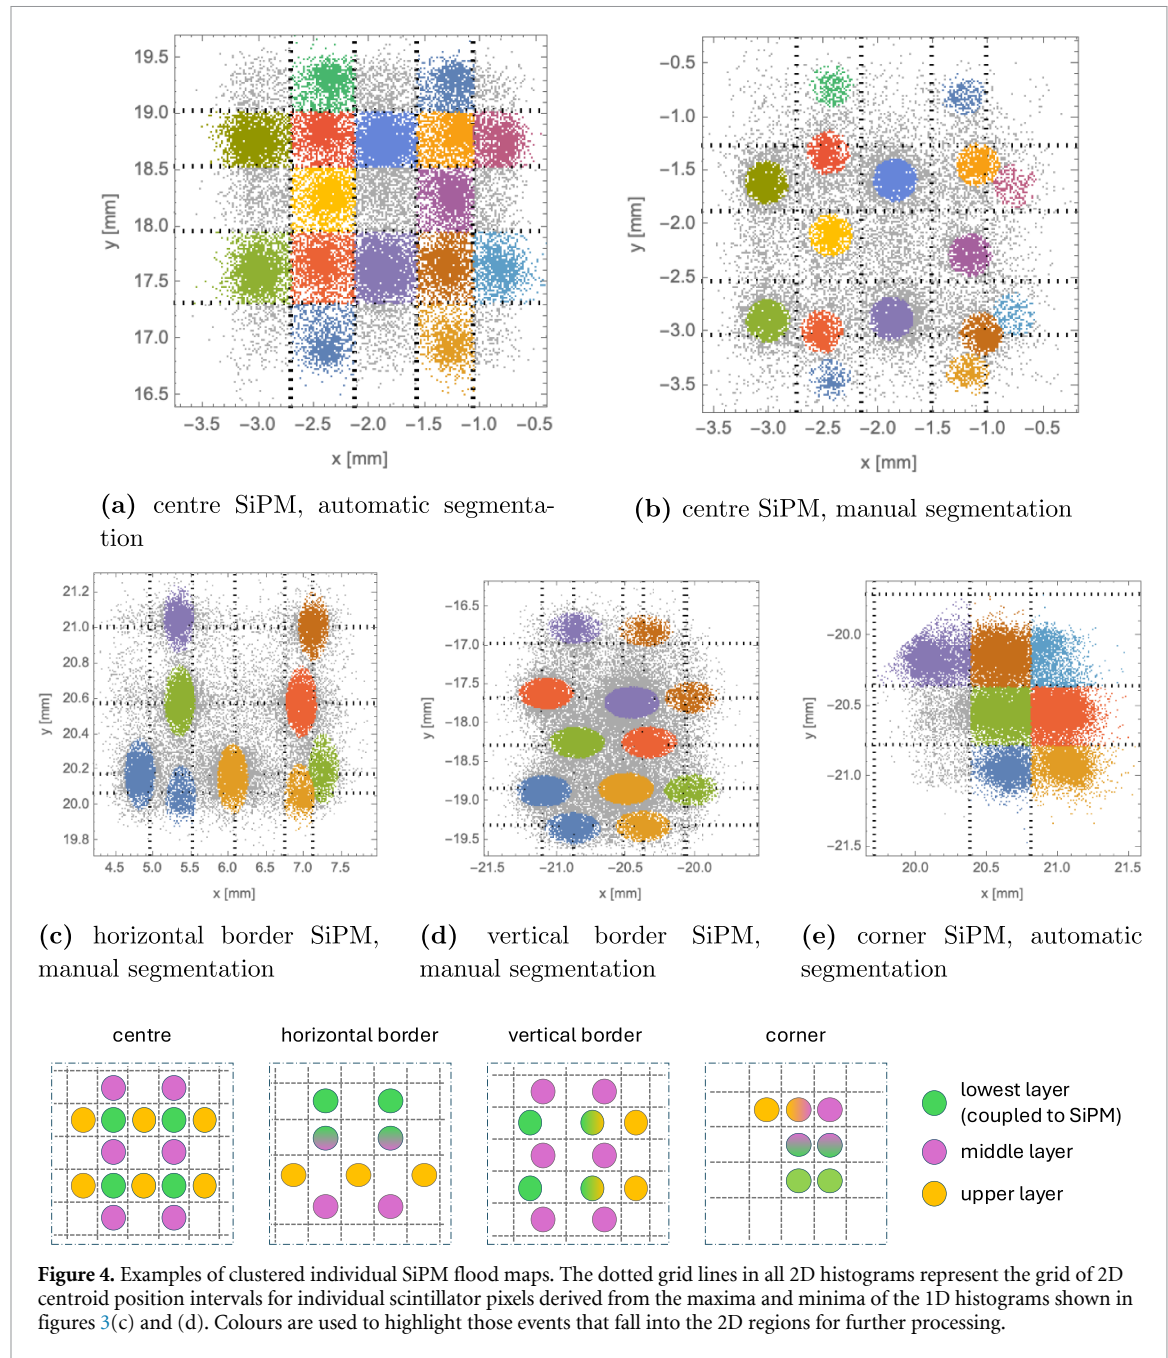 19.5
19.0
18.5
18.0
17.5
17.0
16.5
y [mm]
−3.5 −3.0 −2.5 −2.0 −1.5 −1.0 −0.5
x [mm]
−0.5
−1.0
−1.5
−2.0
−2.5
−3.0
−3.5
y [mm]
−3.5 −3.0 −2.5 −2.0 −1.5 −1.0 −0.5
x [mm]
(a) centre SiPM, automatic segmenta-
tion
(b) centre SiPM, manual segmentation
21.2
21.0
20.8
20.6
20.4
20.2
20.0
19.8
y [mm]
4.5 5.0 5.5 6.0 6.5 7.0 7.5
x [mm]
−16.5
−17.0
−17.5
−18.0
−18.5
−19.0
−19.5
y [mm]
−21.5 −21.0 −20.5 −20.0
x [mm]
−20.0
−20.5
−21.0
−21.5
y [mm]
20.0 20.5 21.0 21.5
x [mm]
(c) horizontal border SiPM,
manual segmentation
(d) vertical border SiPM,
manual segmentation
(e) corner SiPM, automatic
segmentation
centre
horizontal border
vertical border
corner
lowest layer
(coupled to SiPM)
middle layer
upper layer
Figure 4. Examples of clustered individual SiPM flood maps. The dotted grid lines in all 2D histograms represent the grid of 2D
centroid position intervals for individual scintillator pixels derived from the maxima and minima of the 1D histograms shown in
figures 3(c) and (d). Colours are used to highlight those events that fall into the 2D regions for further processing.